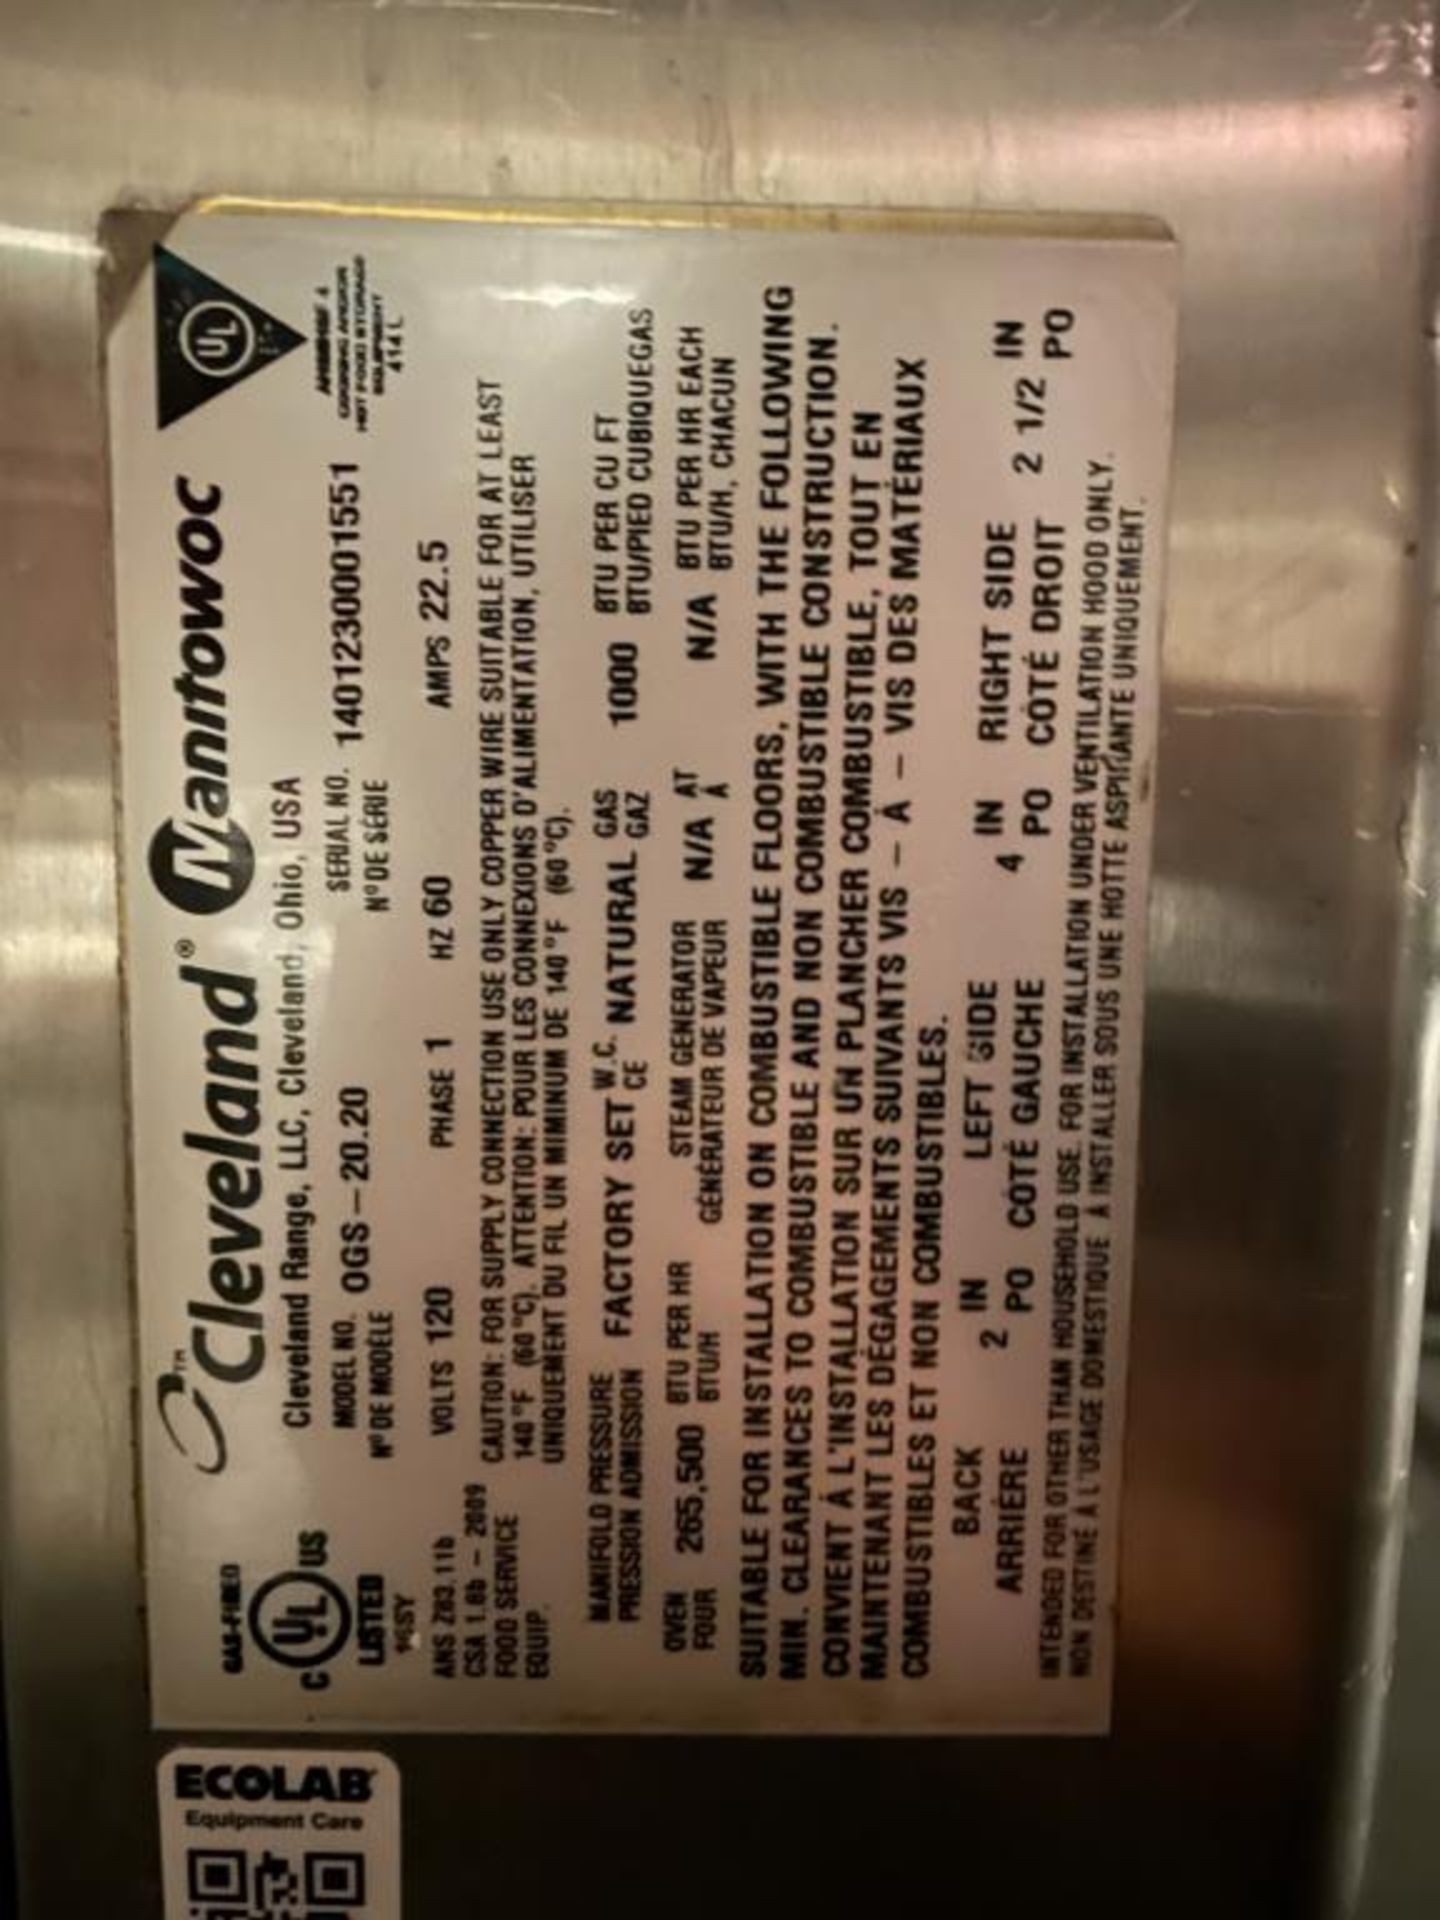 Cleveland® Manitowoc
TM
Cleveland Range, LLC, Cleveland, Ohio, USA
GAS-FIRED
C UL US
LISTED
UL
414L
MODEL NO. OGS-20.20 SERIAL NO. 1401230001551
N° DE MODÈLE N° DE SÉRIE
VOLTS 120 PHASE 1 HZ 60 AMPS 22.5
ANS Z83.11b
CSA 1.8b - 2009
FOOD SERVICE
EQUIP.
CAUTION: FOR SUPPLY CONNECTION USE ONLY COPPER WIRE SUITABLE FOR AT LEAST
140°F (60°C). ATTENTION: POUR LES CONNEXIONS D'ALIMENTATION, UTILISER
UNIQUEMENT DU FIL UN MIMINUM DE 140°F (60°C).
MANIFOLD PRESSURE FACTORY SET W.C. NATURAL GAS 1000 BTU PER CU FT
PRESSION ADMISSION CE GAZ BTU/PIED CUBIQUEGAS
OVEN 265,500 BTU PER HR STEAM GENERATOR N/A AT N/A BTU PER HR EACH
FOUR BTU/H GÉNÉRATEUR DE VAPEUR À BTU/H, CHACUN
SUITABLE FOR INSTALLATION ON COMBUSTIBLE FLOORS, WITH THE FOLLOWING
MIN. CLEARANCES TO COMBUSTIBLE AND NON COMBUSTIBLE CONSTRUCTION.
CONVIENT À L'INSTALLATION SUR UN PLANCHER COMBUSTIBLE, TOUT EN
MAINTENANT LES DÉGAGEMENTS SUIVANTS VIS - À - VIS DES MATÉRIAUX
COMBUSTIBLES ET NON COMBUSTIBLES.
BACK 2 IN LEFT SIDE 4 IN RIGHT SIDE 2 1/2 IN
ARRIÈRE PO CÔTÉ GAUCHE PO CÔTÉ DROIT PO
INTENDED FOR OTHER THAN HOUSEHOLD USE. FOR INSTALLATION UNDER VENTILATION HOOD ONLY.
NON DESTINÉ À L'USAGE DOMESTIQUE À INSTALLER SOUS UNE HOTTE ASPIRANTE UNIQUEMENT.
ECOLAB
Equipment Care